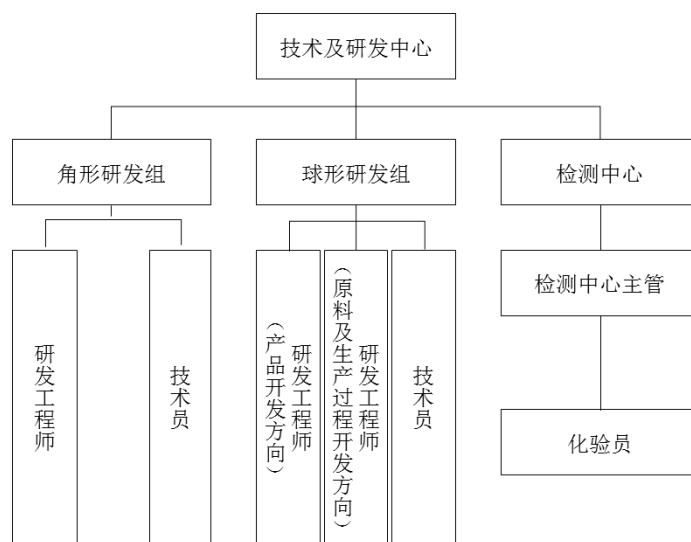 技术及研发中心
角形研发组
球形研发组
检测中心
研发工程师
技术员
研发工程师
（产品开发方向）
研发工程师
（原料及生产过程开发方向）
技术员
检测中心主管
化验员